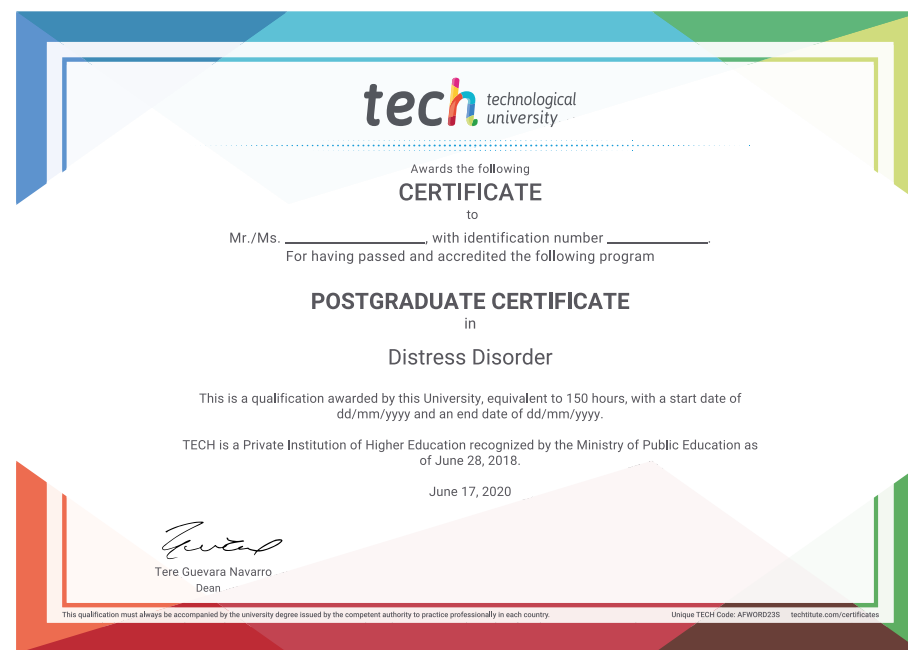 tech technological
university
Awards the following
CERTIFICATE
to
Mr./Ms. ____________________, with identification number ______________.
For having passed and accredited the following program
POSTGRADUATE CERTIFICATE
in
Distress Disorder
This is a qualification awarded by this University, equivalent to 150 hours, with a start date of
dd/mm/yyyy and an end date of dd/mm/yyyy.
TECH is a Private Institution of Higher Education recognized by the Ministry of Public Education as
of June 28, 2018.
June 17, 2020
Tere Guevara Navarro
Dean
This qualification must always be accompanied by the university degree issued by the competent authority to practice professionally in each country. Unique TECH Code: AFWORD23S techtitute.com/certificates